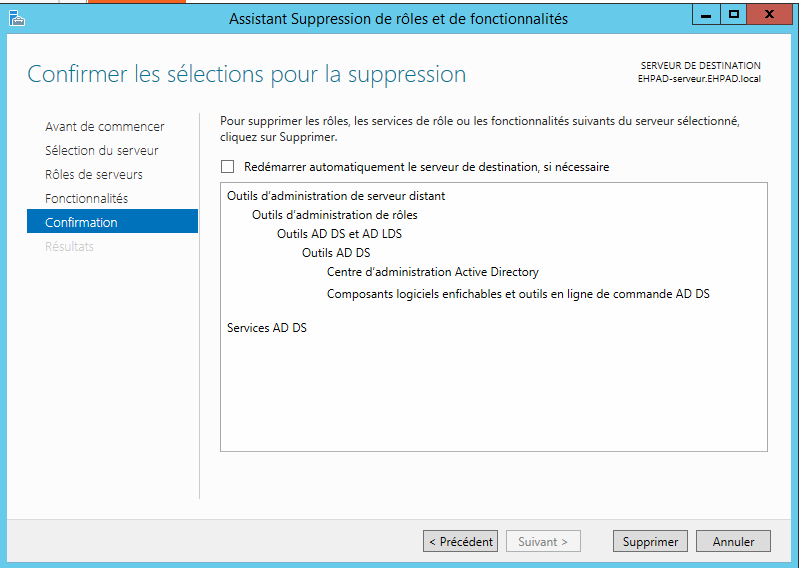 Assistant Suppression de rôles et de fonctionnalités
Confirmer les sélections pour la suppression
SERVEUR DE DESTINATION
EHPAD-serveur.EHPAD.local
Avant de commencer
Sélection du serveur
Rôles de serveurs
Fonctionnalités
Confirmation
Résultats
Pour supprimer les rôles, les services de rôle ou les fonctionnalités suivants du serveur sélectionné,
cliquez sur Supprimer.
Redémarrer automatiquement le serveur de destination, si nécessaire
Outils d'administration de serveur distant
Outils d'administration de rôles
Outils AD DS et AD LDS
Outils AD DS
Centre d'administration Active Directory
Composants logiciels enfichables et outils en ligne de commande AD DS
Services AD DS
< Précédent
Suivant >
Supprimer
Annuler